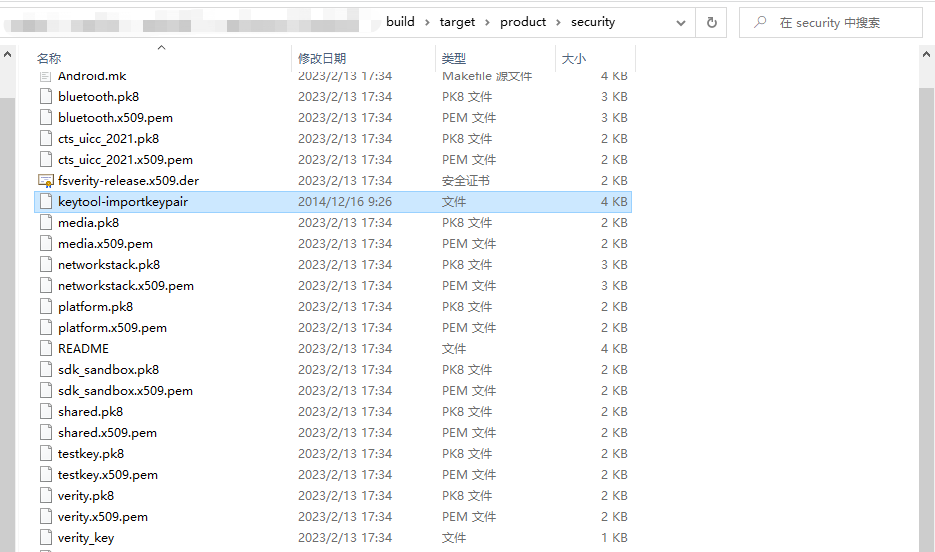 build > target > product > security 在 security 中搜索
名称 修改日期 类型 大小
Android.mk 2023/2/13 17:34 Makefile 源文件 4 KB
bluetooth.pk8 2023/2/13 17:34 PK8 文件 3 KB
bluetooth.x509.pem 2023/2/13 17:34 PEM 文件 3 KB
cts_uicc_2021.pk8 2023/2/13 17:34 PK8 文件 2 KB
cts_uicc_2021.x509.pem 2023/2/13 17:34 PEM 文件 2 KB
fsverity-release.x509.der 2023/2/13 17:34 安全证书 2 KB
keytool-importkeypair 2014/12/16 9:26 文件 4 KB
media.pk8 2023/2/13 17:34 PK8 文件 2 KB
media.x509.pem 2023/2/13 17:34 PEM 文件 2 KB
networkstack.pk8 2023/2/13 17:34 PK8 文件 3 KB
networkstack.x509.pem 2023/2/13 17:34 PEM 文件 3 KB
platform.pk8 2023/2/13 17:34 PK8 文件 2 KB
platform.x509.pem 2023/2/13 17:34 PEM 文件 2 KB
README 2023/2/13 17:34 文件 4 KB
sdk_sandbox.pk8 2023/2/13 17:34 PK8 文件 2 KB
sdk_sandbox.x509.pem 2023/2/13 17:34 PEM 文件 2 KB
shared.pk8 2023/2/13 17:34 PK8 文件 2 KB
shared.x509.pem 2023/2/13 17:34 PEM 文件 2 KB
testkey.pk8 2023/2/13 17:34 PK8 文件 2 KB
testkey.x509.pem 2023/2/13 17:34 PEM 文件 2 KB
verity.pk8 2023/2/13 17:34 PK8 文件 2 KB
verity.x509.pem 2023/2/13 17:34 PEM 文件 2 KB
verity_key 2023/2/13 17:34 文件 1 KB